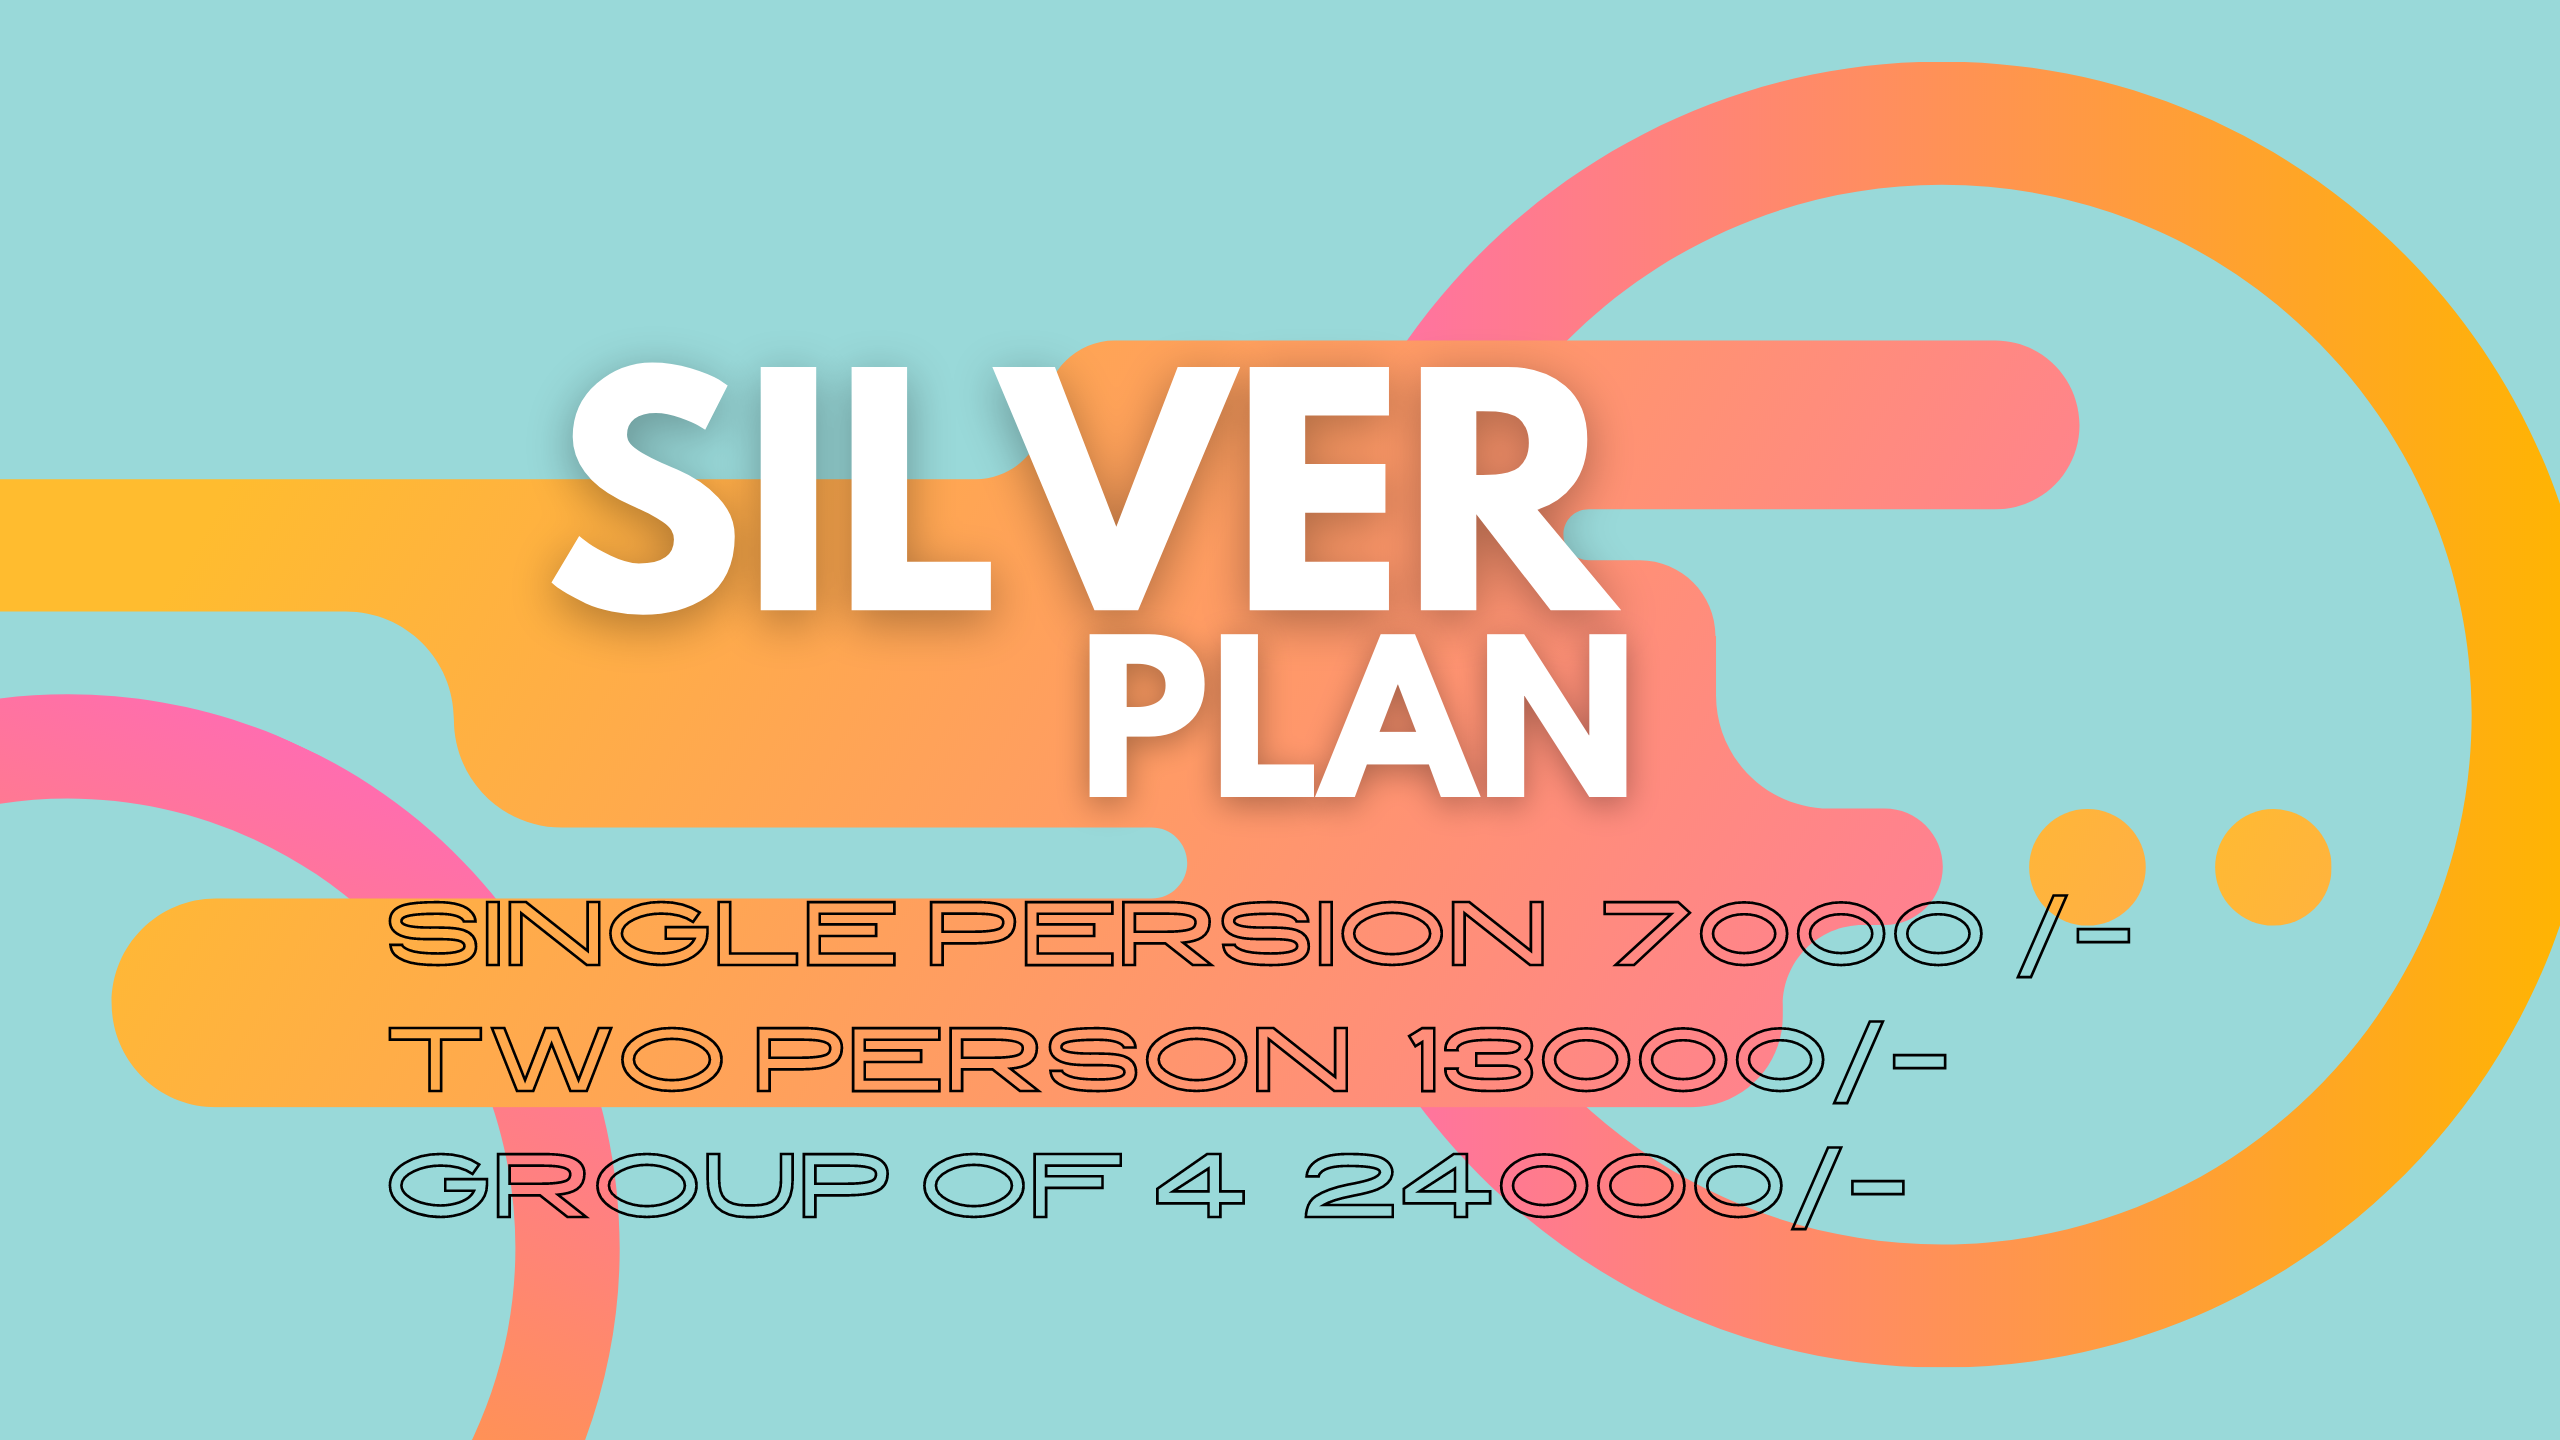 SILVER
PLAN
SINGLE PERSION 7000 /-
TWO PERSON 13000/-
GROUP OF 4 24000/-